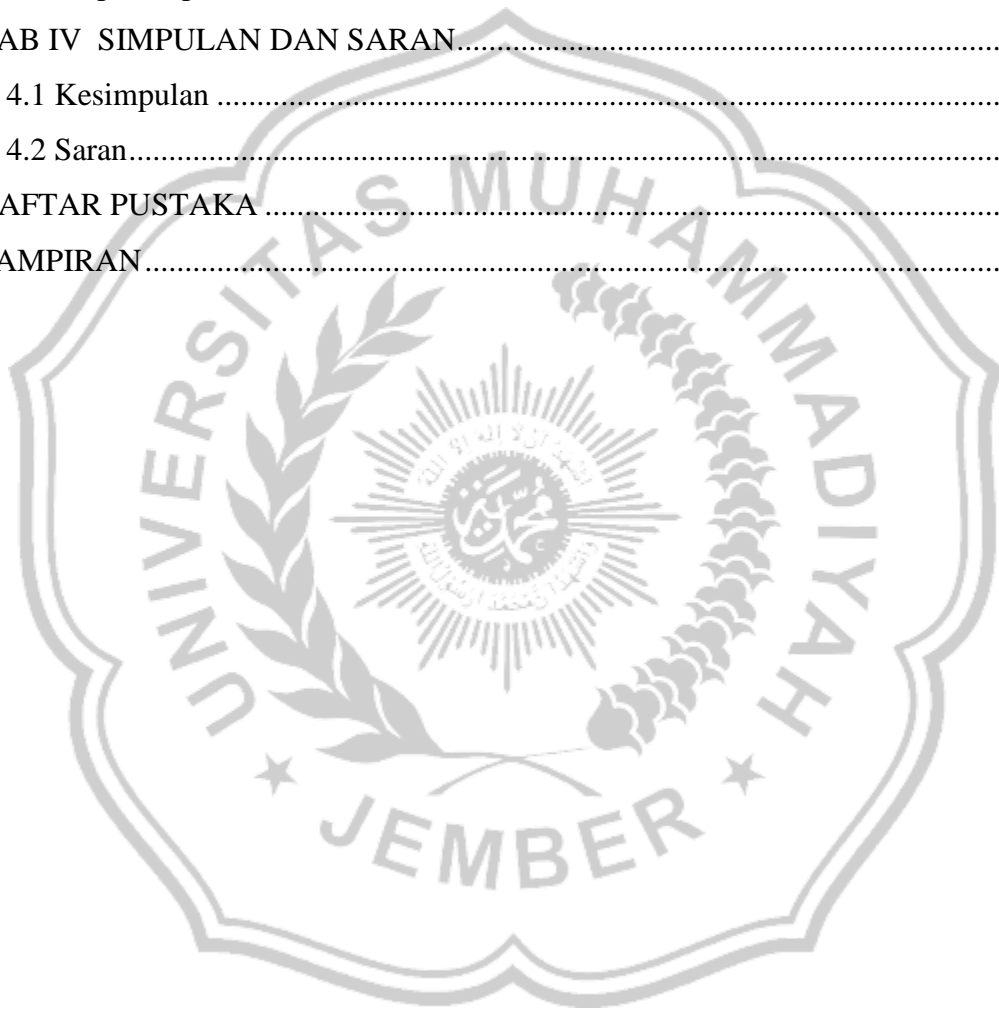 AB IV SIMPULAN DAN SARAN
4.1 Kesimpulan
4.2 Saran
AFTAR PUSTAKA
AMPIRAN
UNIVERSITAS MUHAMMADIYAH
JEMBER